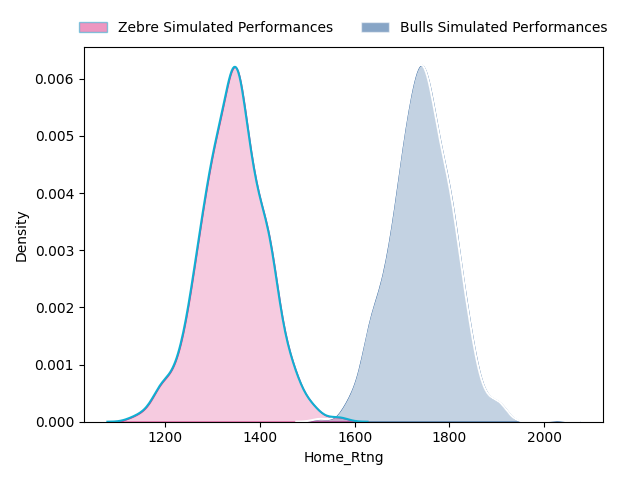 Zebre Simulated Performances Bulls Simulated Performances
0.006
0.005
0.004
0.003
0.002
0.001
0.000
Density
1200 1400 1600 1800 2000
Home_Rtng